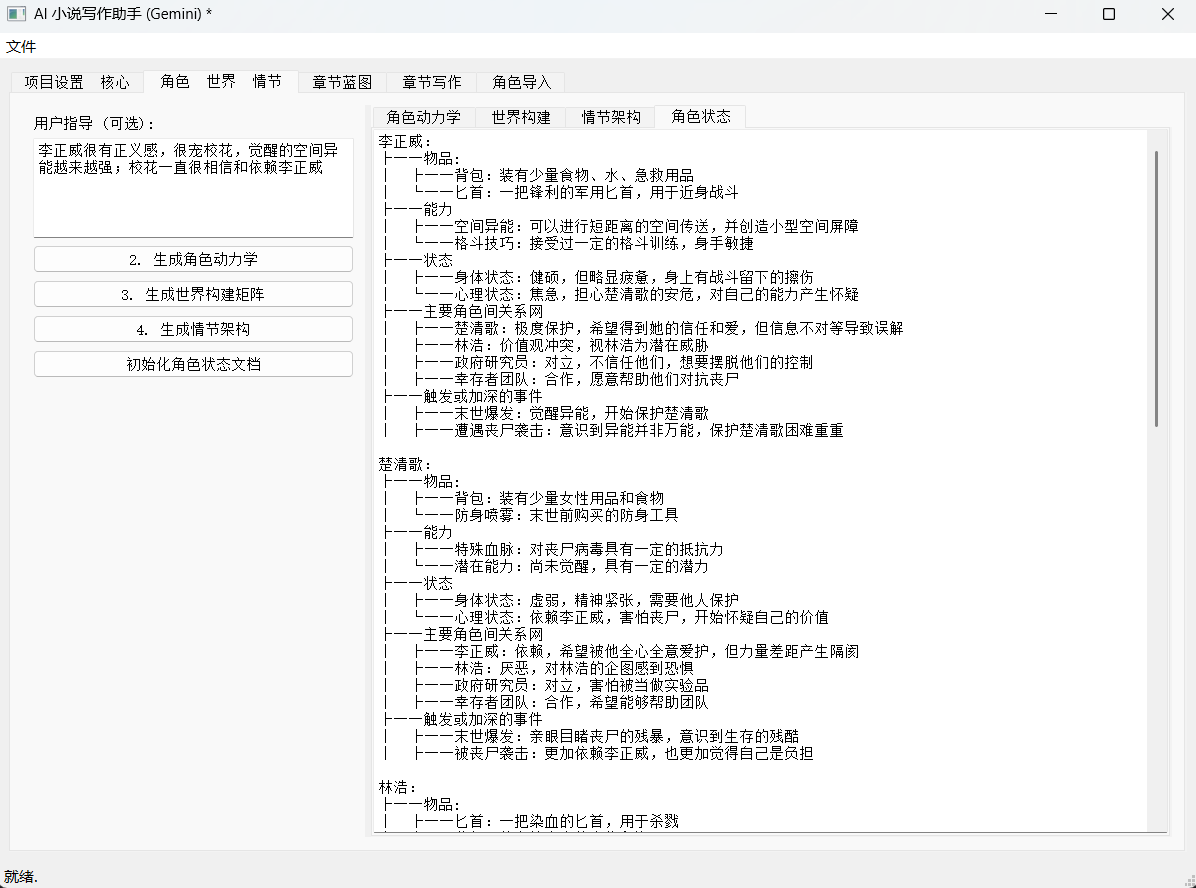 AI 小说写作助手 (Gemini) *
文件
项目设置 核心 角色 世界 情节 章节蓝图 章节写作 角色导入
用户指导（可选）：
李正威很有正义感，很宠校花，觉醒的空间异
能越来越强；校花一直很相信和依赖李正威
2. 生成角色动力学
3. 生成世界构建矩阵
4. 生成情节架构
初始化角色状态文档
角色动力学 世界构建 情节架构 角色状态
李正威：
├──物品:
│ ├──背包: 装有少量食物、水、急救用品
│ └──匕首: 一把锋利的军用匕首，用于近身战斗
├──能力
│ ├──空间异能: 可以进行短距离的空间传送，并创造小型空间屏障
│ └──格斗技巧: 接受过一定的格斗训练，身手敏捷
├──状态
│ ├──身体状态: 健硕，但略显疲惫，身上有战斗留下的擦伤
│ └──心理状态: 焦急，担心楚清歌的安危，对自己的能力产生怀疑
├──主要角色间关系网
│ ├──楚清歌: 极度保护，希望得到她的信任和爱，但信息不对等导致误解
│ ├──林浩: 价值观冲突，视林浩为潜在威胁
│ ├──政府研究员: 对立，不信任他们，想要摆脱他们的控制
│ ├──幸存者团队: 合作，愿意帮助他们对抗丧尸
├──触发或加深的事件
│ ├──末世爆发: 觉醒异能，开始保护楚清歌
│ ├──遭遇丧尸袭击: 意识到异能并非万能，保护楚清歌困难重重
楚清歌：
├──物品:
│ ├──背包: 装有少量女性用品和食物
│ └──防身喷雾: 末世前购买的防身工具
├──能力
│ ├──特殊血脉: 对丧尸病毒具有一定的抵抗力
│ └──潜在能力: 尚未觉醒，具有一定的潜力
├──状态
│ ├──身体状态: 虚弱，精神紧张，需要他人保护
│ └──心理状态: 依赖李正威，害怕丧尸，开始怀疑自己的价值
├──主要角色间关系网
│ ├──李正威: 依赖，希望被他全心全意爱护，但力量差距产生隔阂
│ ├──林浩: 厌恶，对林浩的企图感到恐惧
│ ├──政府研究员: 对立，害怕被当做实验品
│ ├──幸存者团队: 合作，希望能够帮助团队
├──触发或加深的事件
│ ├──末世爆发: 亲眼目睹丧尸的残暴，意识到生存的残酷
│ ├──被丧尸袭击: 更加依赖李正威，也更加觉得自己是负担
林浩：
├──物品:
│ ├──匕首: 一把染血的匕首，用于杀戮
就绪.